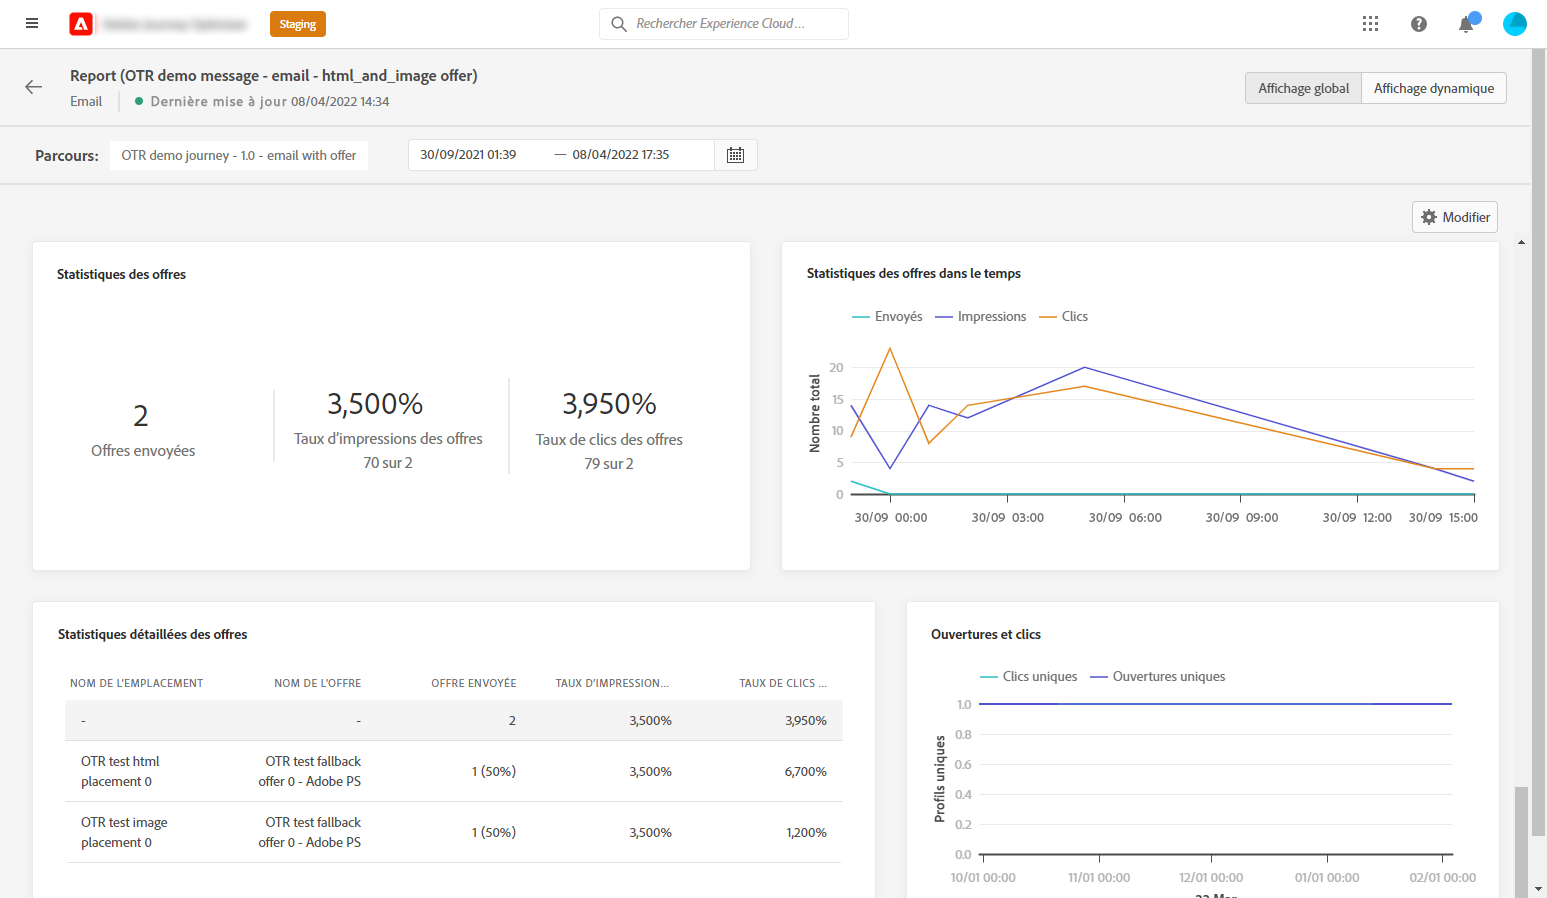 Staging
Rechercher Experience Cloud ...
Report (OTR demo message - email - html_and_image offer)
Email
Dernière mise à jour 08/04/2022 14:34
Affichage global
Affichage dynamique
Parcours:
OTR demo journey - 1.0 - email with offer
30/09/2021 01:39 — 08/04/2022 17:35
Modifier
Statistiques des offres
2
Offres envoyées
3,500%
Taux d'impressions des offres
70 sur 2
3,950%
Taux de clics des offres
79 sur 2
Statistiques des offres dans le temps
Envoyés Impressions Clics
Nombre total
20
15
10
5
0
30/09 00:00 30/09 03:00 30/09 06:00 30/09 09:00 30/09 12:00 30/09 15:00
Statistiques détaillées des offres
NOM DE L'EMPLACEMENT NOM DE L'OFFRE OFFRE ENVOYÉE TAUX D'IMPRESSION... TAUX DE CLICS ...
- - 2 3,500% 3,950%
OTR test html placement 0
OTR test fallback offer 0 - Adobe PS
1 (50%) 3,500% 6,700%
OTR test image placement 0
OTR test fallback offer 0 - Adobe PS
1 (50%) 3,500% 1,200%
Ouvertures et clics
Clics uniques Ouvertures uniques
Profils uniques
1.0
0.8
0.6
0.4
0.2
0.0
10/01 00:00 11/01 00:00 12/01 00:00 01/01 00:00 02/01 00:00